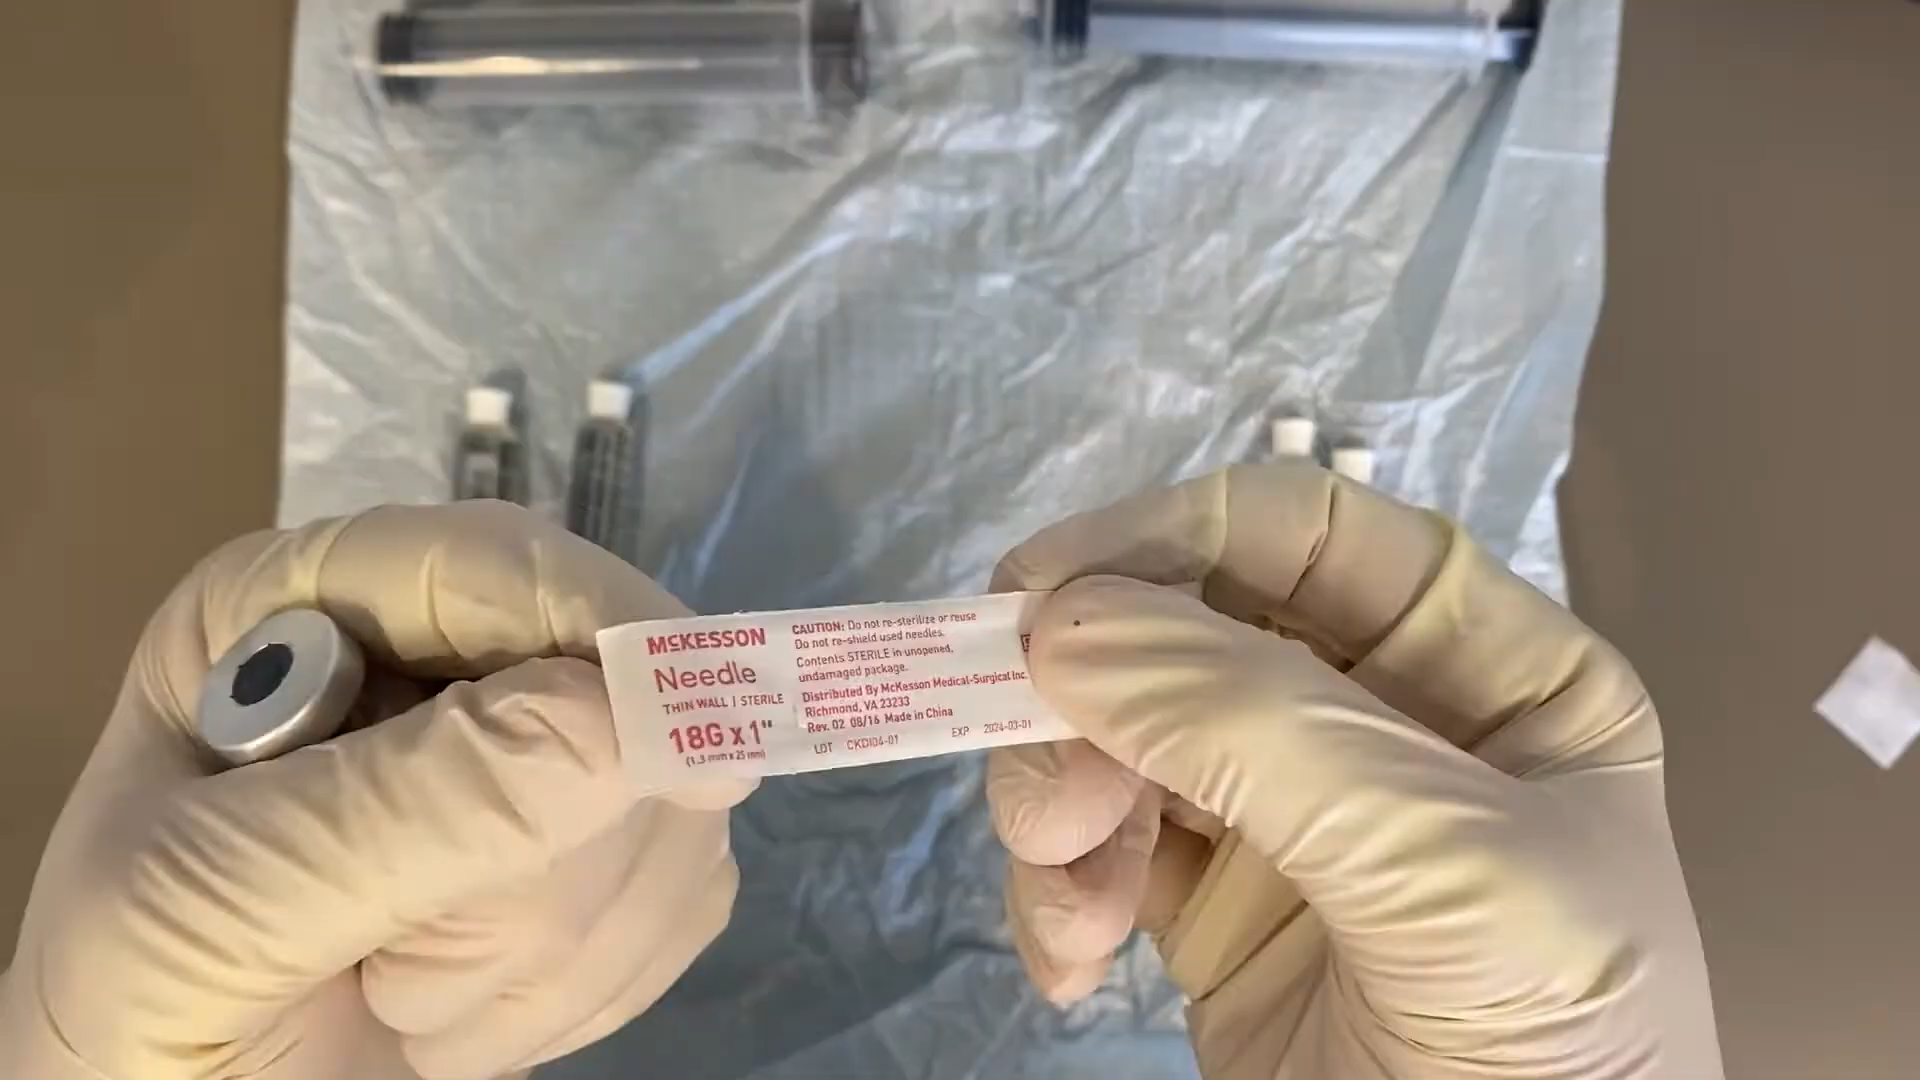 McKESSON
Needle
THIN WALL | STERILE
18G x 1"
(1.3 mm x 25 mm)
CAUTION: Do not re-sterilize or reuse
Do not re-shield used needles.
Contents STERILE in unopened,
undamaged package.
Distributed By McKesson Medical-Surgical Inc.
Richmond, VA 23233
Rev. 02 08/16 Made in China
LOT CKDI04-01 EXP 2024-03-01